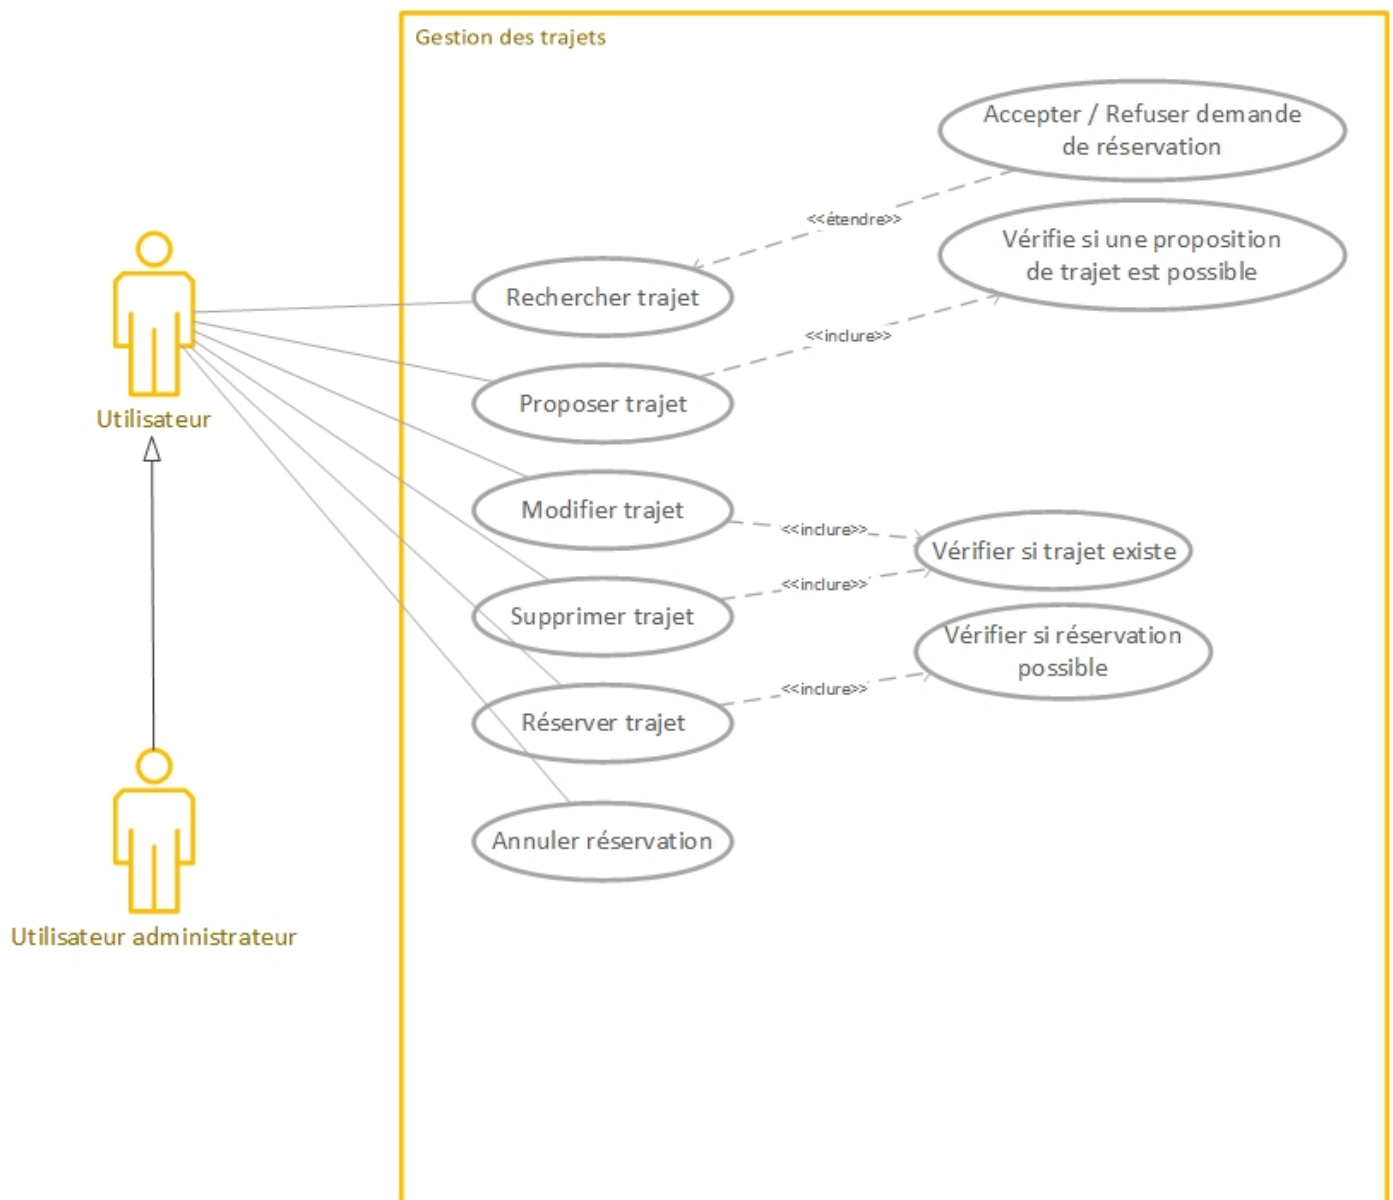 Gestion des trajets
Accepter / Refuser demande
de réservation
<<étendre>>
Vérifie si une proposition
de trajet est possible
Rechercher trajet
<<inclure>>
Proposer trajet
Utilisateur
Modifier trajet
<<inclure>>
Vérifier si trajet existe
<<inclure>>
Supprimer trajet
Vérifier si réservation
possible
<<inclure>>
Réserver trajet
Annuler réservation
Utilisateur administrateur